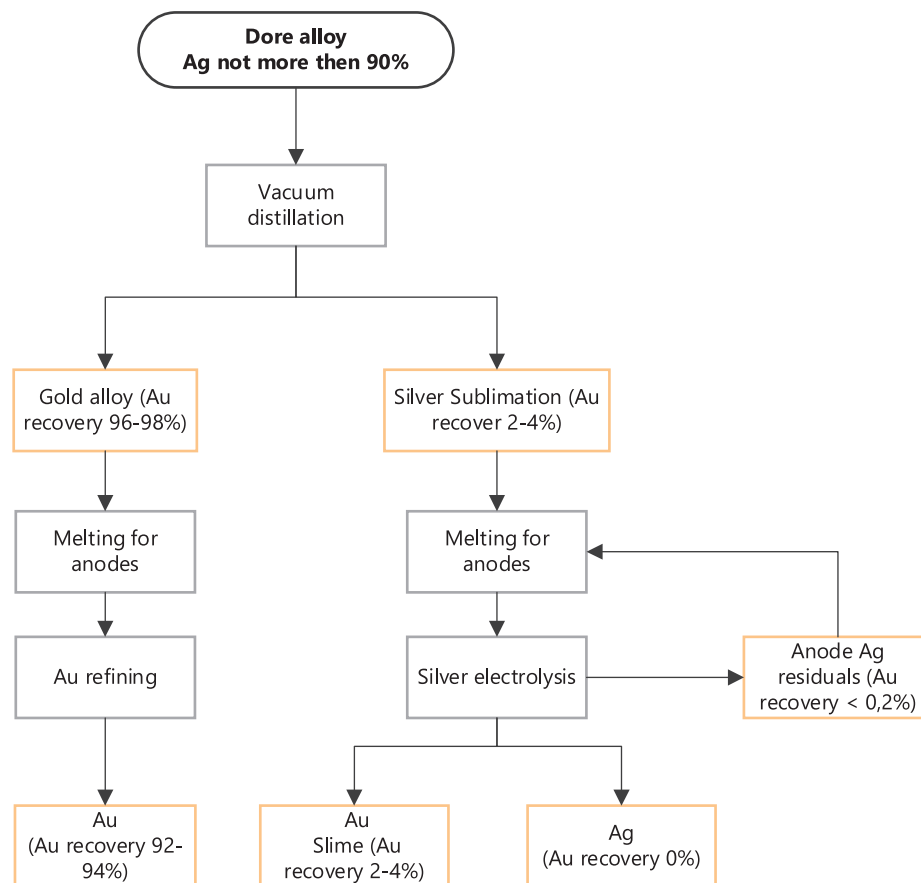 Dore alloy
Ag not more then 90%
Vacuum
distillation
Gold alloy (Au
recovery 96-98%)
Silver Sublimation (Au
recover 2-4%)
Melting for
anodes
Melting for
anodes
Au refining
Silver electrolysis
Anode Ag
residuals (Au
recovery < 0,2%)
Au
(Au recovery 92-
94%)
Au
Slime (Au
recovery 2-4%)
Ag
(Au recovery 0%)